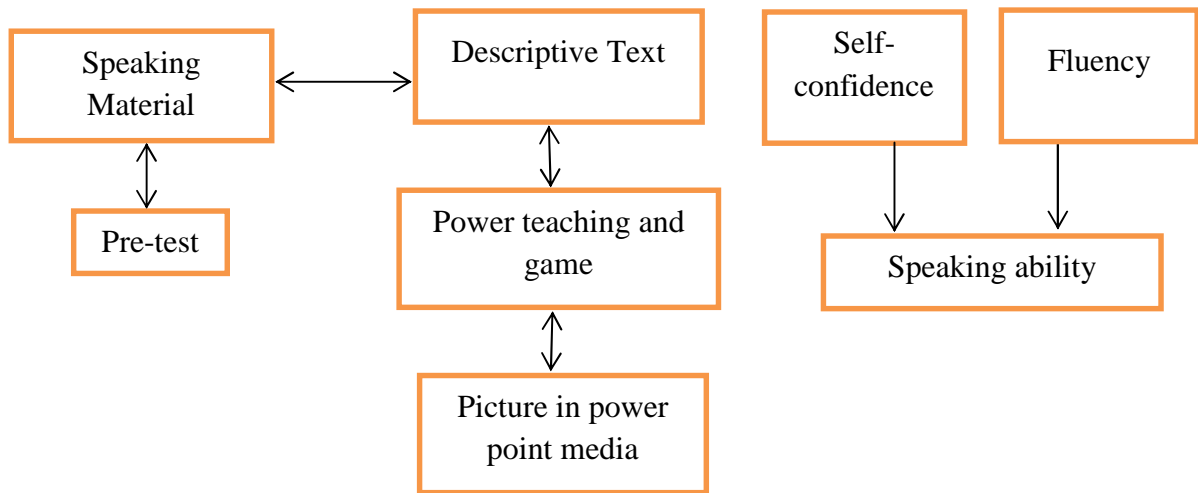 Speaking
Material
Descriptive Text
Self-
confidence
Fluency
Pre-test
Power teaching and
game
Speaking ability
Picture in power
point media